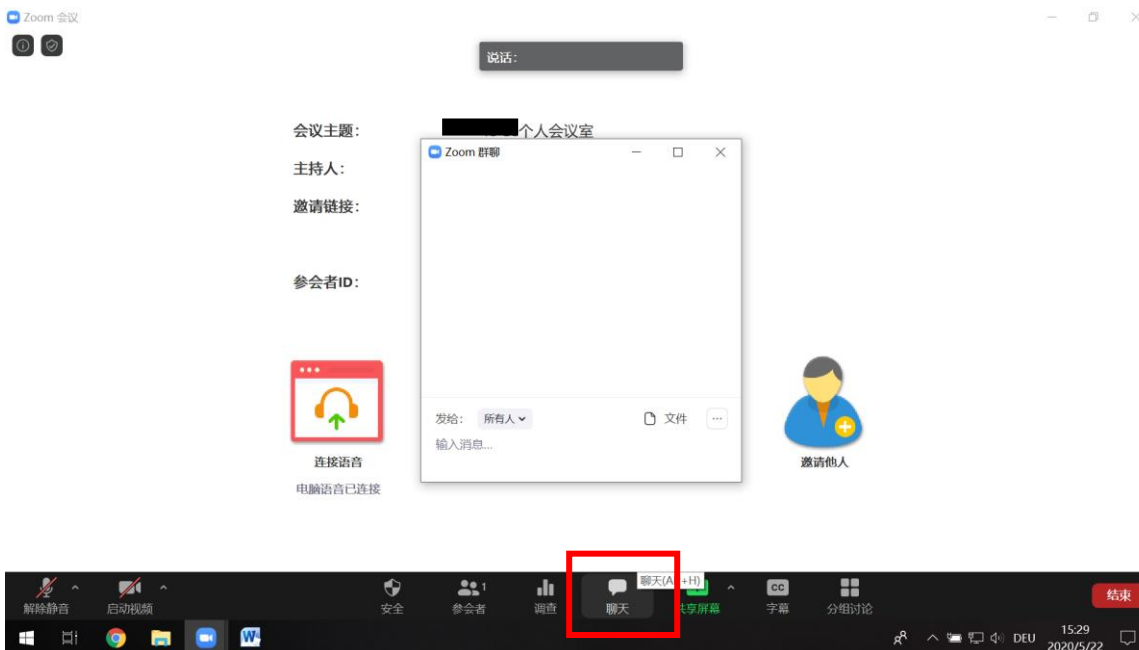 Zoom 会议
说话:
会议主题:
个人会议室
Zoom 群聊
主持人:
邀请链接:
参会者ID:
发给: 所有人 文件 ...
输入消息...
连接语音
邀请他人
电脑语音已连接
聊天(A +H)
1
CC
解除静音 启动视频 安全 参会者 调查 聊天 共享屏幕 字幕 分组讨论 结束
DEU 15:29
2020/5/22